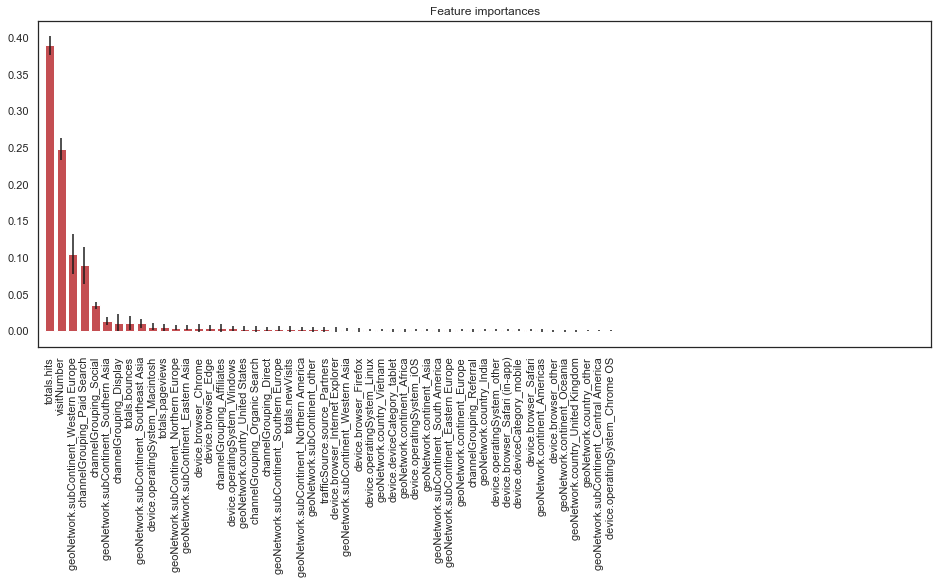 Feature importances
0.40
0.35
0.30
0.25
0.20
0.15
0.10
0.05
0.00
totals.hits
visitNumber
geoNetwork.subContinent_Western Europe
channelGrouping_Paid Search
channelGrouping_Social
geoNetwork.subContinent_Southern Asia
channelGrouping_Display
totals.bounces
geoNetwork.subContinent_Southeast Asia
device.operatingSystem_Macintosh
totals.pageviews
geoNetwork.subContinent_Northern Europe
geoNetwork.subContinent_Eastern Asia
device.browser_Chrome
device.browser_Edge
channelGrouping_Affiliates
device.operatingSystem_Windows
geoNetwork.country_United States
channelGrouping_Organic Search
channelGrouping_Direct
geoNetwork.subContinent_Southern Europe
totals.newVisits
geoNetwork.subContinent_Northern America
geoNetwork.subContinent_other
trafficSource.source_Partners
device.browser_Internet Explorer
geoNetwork.subContinent_Western Asia
device.browser_Firefox
device.operatingSystem_Linux
geoNetwork.country_Vietnam
device.deviceCategory_tablet
geoNetwork.continent_Africa
device.operatingSystem_iOS
geoNetwork.continent_Asia
geoNetwork.subContinent_South America
geoNetwork.subContinent_Eastern Europe
geoNetwork.continent_Europe
channelGrouping_Referral
geoNetwork.country_India
device.operatingSystem_other
device.browser_Safari (in-app)
device.deviceCategory_mobile
device.browser_Safari
geoNetwork.continent_Americas
device.browser_other
geoNetwork.continent_Oceania
geoNetwork.country_United Kingdom
geoNetwork.country_other
geoNetwork.subContinent_Central America
device.operatingSystem_Chrome OS